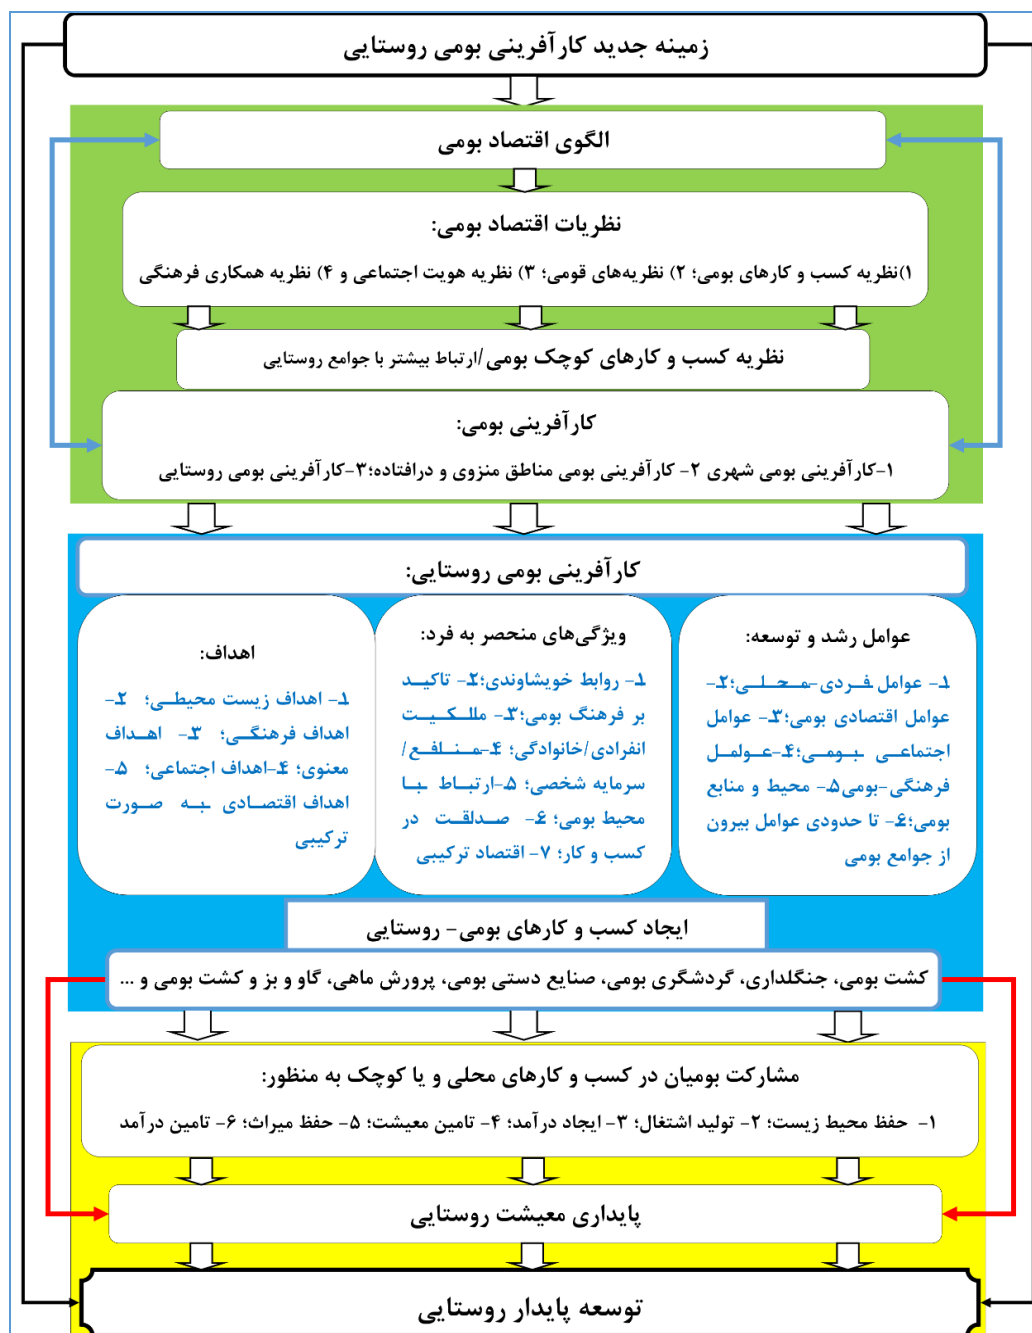 زمینه جدید کارآفرینی بومی روستایی
الگوی اقتصاد بومی
نظریات اقتصاد بومی:
۱)نظریه کسب و کارهای بومی؛ ۲) نظریه‌های قومی؛ ۳) نظریه هویت اجتماعی و ۴) نظریه همکاری فرهنگی
نظریه کسب و کارهای کوچک بومی/ارتباط بیشتر با جوامع روستایی
کارآفرینی بومی:
۱-کارآفرینی بومی شهری ۲- کارآفرینی بومی مناطق منزوی و درافتاده؛۳-کارآفرینی بومی روستایی
کارآفرینی بومی روستایی:
عوامل رشد و توسعه:
۱- عوامل فردی-محلی؛۲-
عوامل اقتصادی بومی؛۳- عوامل
اجتماعی بومی؛۴-عوامل
فرهنگی-بومی۵- محیط و منابع
بومی؛۶- تا حدودی عوامل بیرون
از جوامع بومی
ویژگی‌های منحصر به فرد:
۱- روابط خویشاوندی؛۲- تاکید
بر فرهنگ بومی؛۳- مالکیت
انفرادی/خانوادگی؛ ۴-منافع/
سرمایه شخصی؛ ۵-ارتباط با
محیط بومی؛ ۶- صداقت در
کسب و کار؛ ۷- اقتصاد ترکیبی
اهداف:
۱- اهداف زیست محیطی؛ ۲-
اهداف فرهنگی؛ ۳- اهداف
معنوی؛ ۴-اهداف اجتماعی؛ ۵-
اهداف اقتصادی به صورت
ترکیبی
ایجاد کسب و کارهای بومی- روستایی
کشت بومی، جنگلداری، گردشگری بومی، صنایع دستی بومی، پرورش ماهی، گاو و بز و کشت بومی و ...
مشارکت بومیان در کسب و کارهای محلی و یا کوچک به منظور:
۱- حفظ محیط زیست؛ ۲- تولید اشتغال؛ ۳- ایجاد درآمد؛ ۴- تامین معیشت؛ ۵- حفظ میراث؛ ۶- تامین درآمد
پایداری معیشت روستایی
توسعه پایدار روستایی